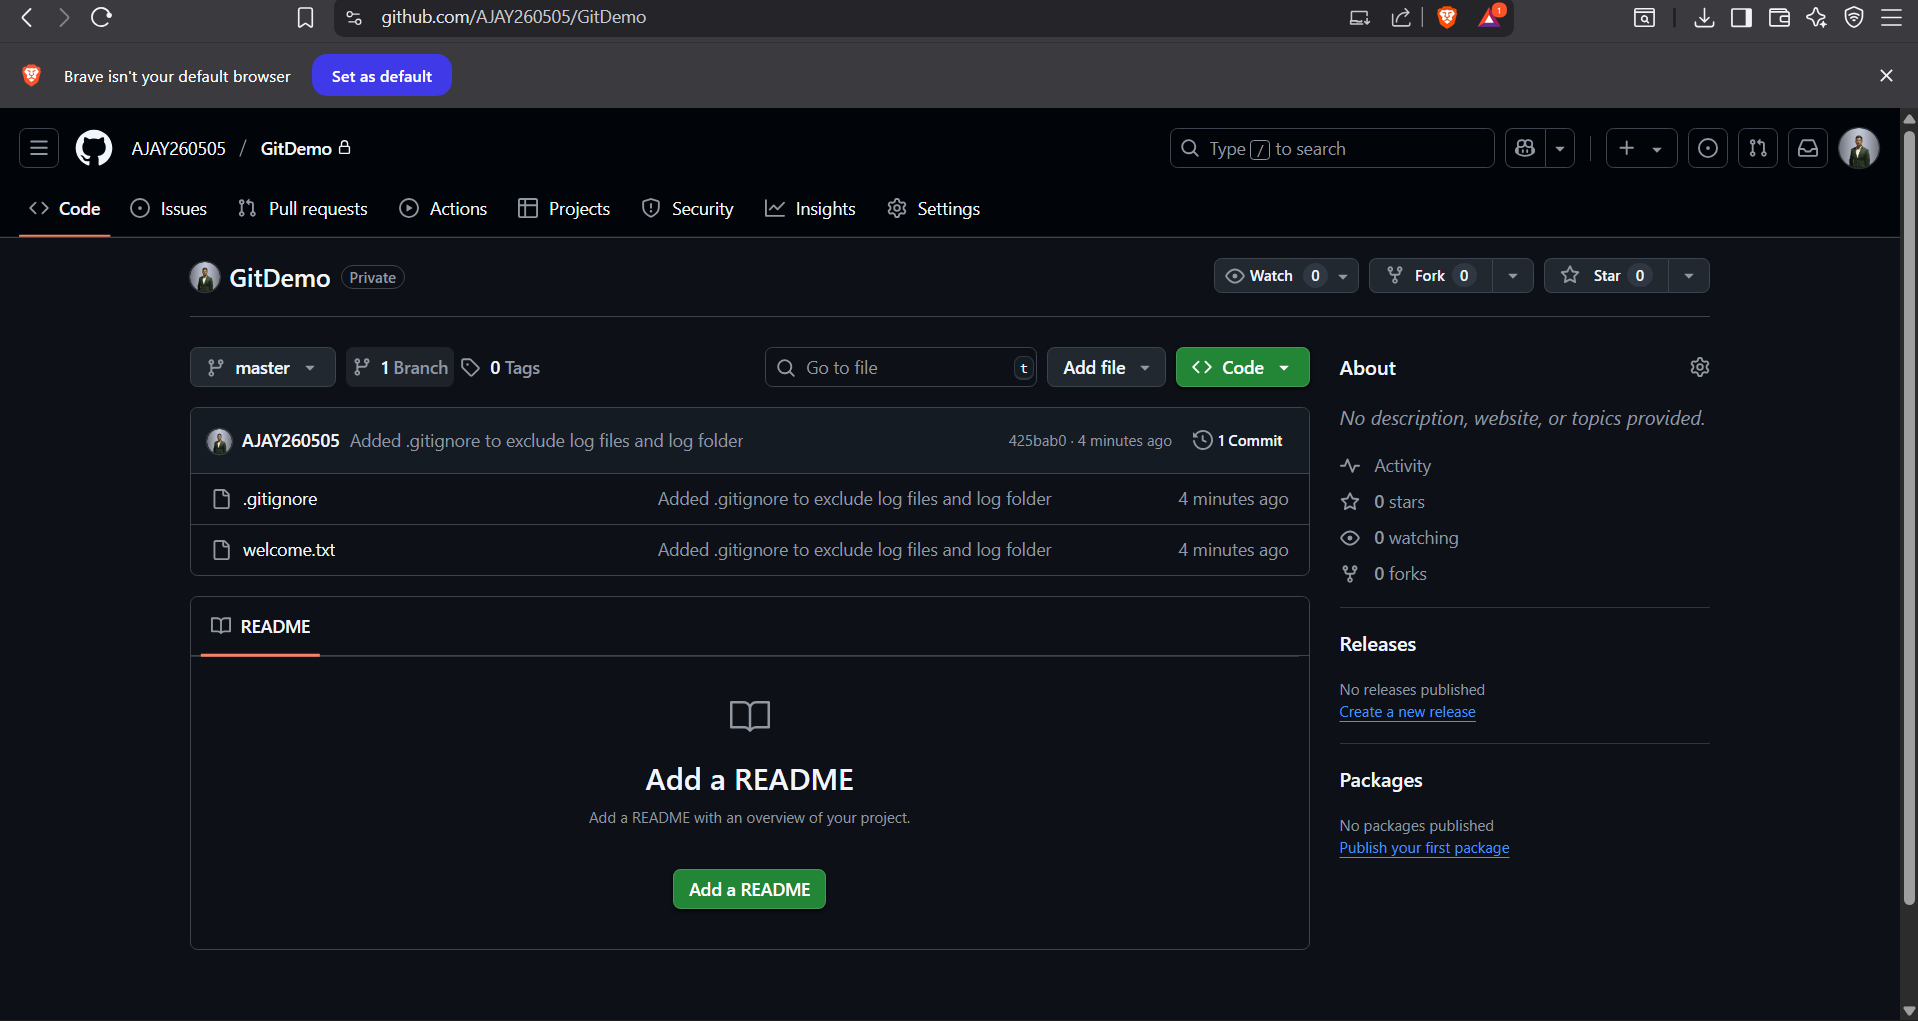 github.com/AJAY260505/GitDemo
1
Brave isn't your default browser
Set as default
AJAY260505 / GitDemo
Type / to search
Code
Issues
Pull requests
Actions
Projects
Security
Insights
Settings
GitDemo Private
Watch 0
Fork 0
Star 0
master
1 Branch
0 Tags
Go to file
t
Add file
Code
About
No description, website, or topics provided.
AJAY260505 Added .gitignore to exclude log files and log folder
425bab0 · 4 minutes ago
1 Commit
.gitignore
Added .gitignore to exclude log files and log folder
4 minutes ago
welcome.txt
Added .gitignore to exclude log files and log folder
4 minutes ago
Activity
0 stars
0 watching
0 forks
README
Add a README
Add a README with an overview of your project.
Add a README
Releases
No releases published
Create a new release
Packages
No packages published
Publish your first package